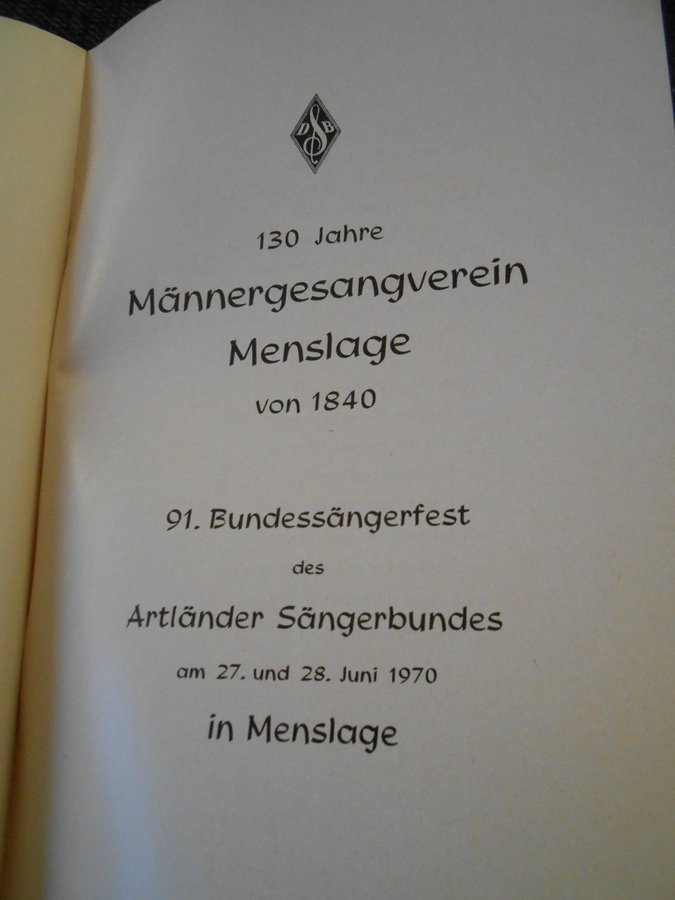 DSB
130 Jahre
Männergesangverein
Menslage
von 1840
91. Bundessängerfest
des
Artländer Sängerbundes
am 27. und 28. Juni 1970
in Menslage